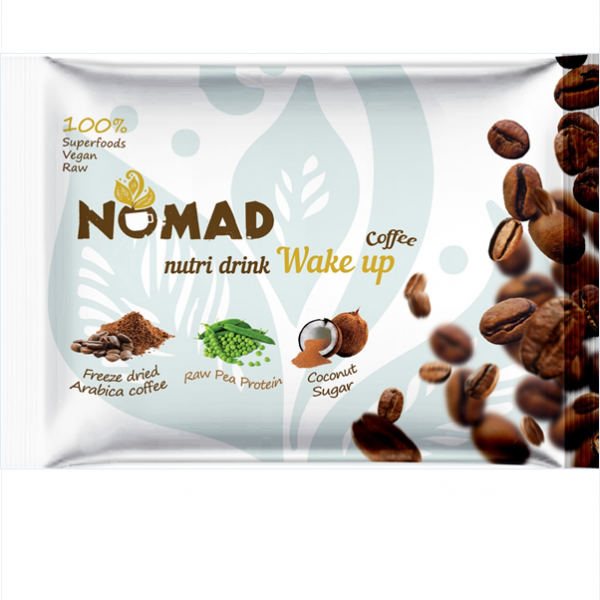 100%
Superfoods
Vegan
Raw
NOMAD
nutri drink Wake up
Coffee
Freeze dried
Arabica coffee
Raw Pea Protein
Coconut
Sugar